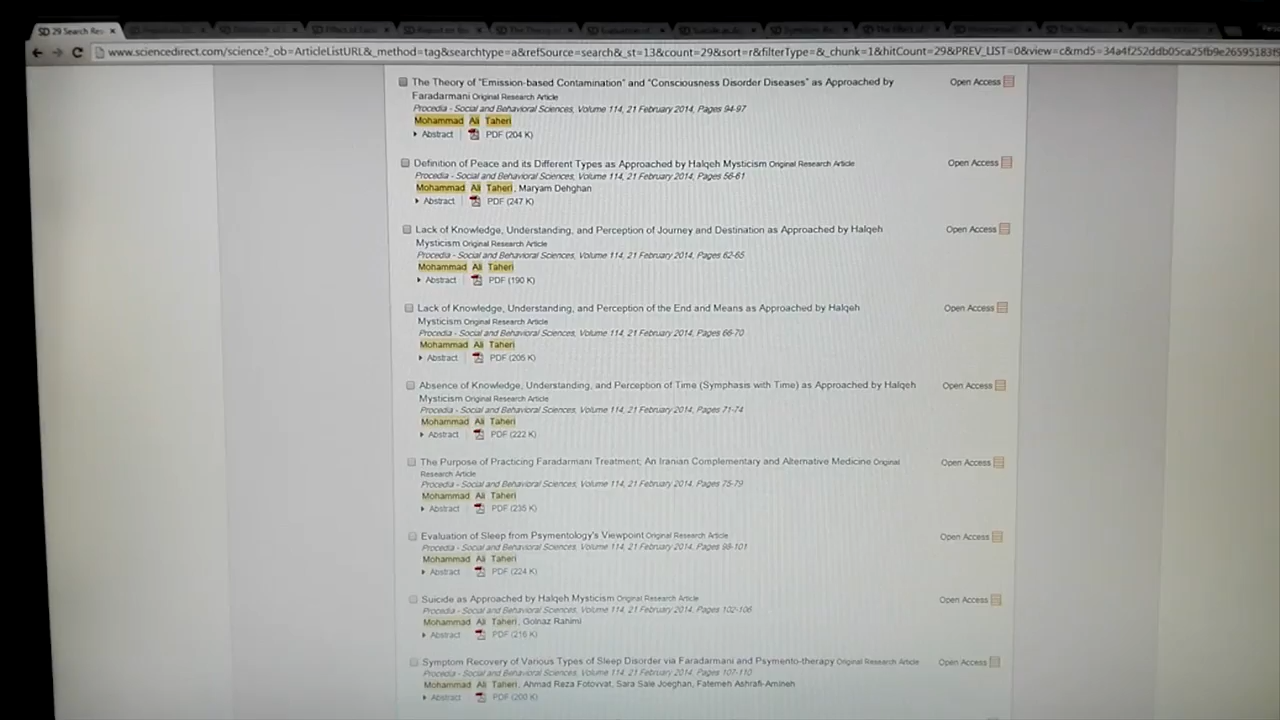 SD 29 Search Res ×
www.sciencedirect.com/science?_ob=ArticleListURL&_method=tag&searchtype=a&refSource=search&_st=13&count=29&sort=r&filterType=&_chunk=1&hitCount=29&PREV_LIST=0&view=c&md5=34a4f252ddb05ca25fb9e26595183f5
The Theory of "Emission-based Contamination" and "Consciousness Disorder Diseases" as Approached by Open Access
Faradarmani Original Research Article
Procedia - Social and Behavioral Sciences, Volume 114, 21 February 2014, Pages 94-97
Mohammad Ali Taheri
Abstract PDF (204 K)
Definition of Peace and its Different Types as Approached by Halqeh Mysticism Original Research Article Open Access
Procedia - Social and Behavioral Sciences, Volume 114, 21 February 2014, Pages 56-61
Mohammad Ali Taheri, Maryam Dehghan
Abstract PDF (247 K)
Lack of Knowledge, Understanding, and Perception of Journey and Destination as Approached by Halqeh Open Access
Mysticism Original Research Article
Procedia - Social and Behavioral Sciences, Volume 114, 21 February 2014, Pages 62-65
Mohammad Ali Taheri
Abstract PDF (190 K)
Lack of Knowledge, Understanding, and Perception of the End and Means as Approached by Halqeh Open Access
Mysticism Original Research Article
Procedia - Social and Behavioral Sciences, Volume 114, 21 February 2014, Pages 66-70
Mohammad Ali Taheri
Abstract PDF (205 K)
Absence of Knowledge, Understanding, and Perception of Time (Symphasis with Time) as Approached by Halqeh Open Access
Mysticism Original Research Article
Procedia - Social and Behavioral Sciences, Volume 114, 21 February 2014, Pages 71-74
Mohammad Ali Taheri
Abstract PDF (222 K)
The Purpose of Practicing Faradarmani Treatment; An Iranian Complementary and Alternative Medicine Original Open Access
Research Article
Procedia - Social and Behavioral Sciences, Volume 114, 21 February 2014, Pages 75-79
Mohammad Ali Taheri
Abstract PDF (235 K)
Evaluation of Sleep from Psymentology's Viewpoint Original Research Article Open Access
Procedia - Social and Behavioral Sciences, Volume 114, 21 February 2014, Pages 98-101
Mohammad Ali Taheri
Abstract PDF (224 K)
Suicide as Approached by Halqeh Mysticism Original Research Article Open Access
Procedia - Social and Behavioral Sciences, Volume 114, 21 February 2014, Pages 102-106
Mohammad Ali Taheri, Golnaz Rahimi
Abstract PDF (216 K)
Symptom Recovery of Various Types of Sleep Disorder via Faradarmani and Psymento-therapy Original Research Article Open Access
Procedia - Social and Behavioral Sciences, Volume 114, 21 February 2014, Pages 107-110
Mohammad Ali Taheri, Ahmad Reza Fotovvat, Sara Saie Joeghan, Fatemeh Ashrafi-Amineh
Abstract PDF (200 K)